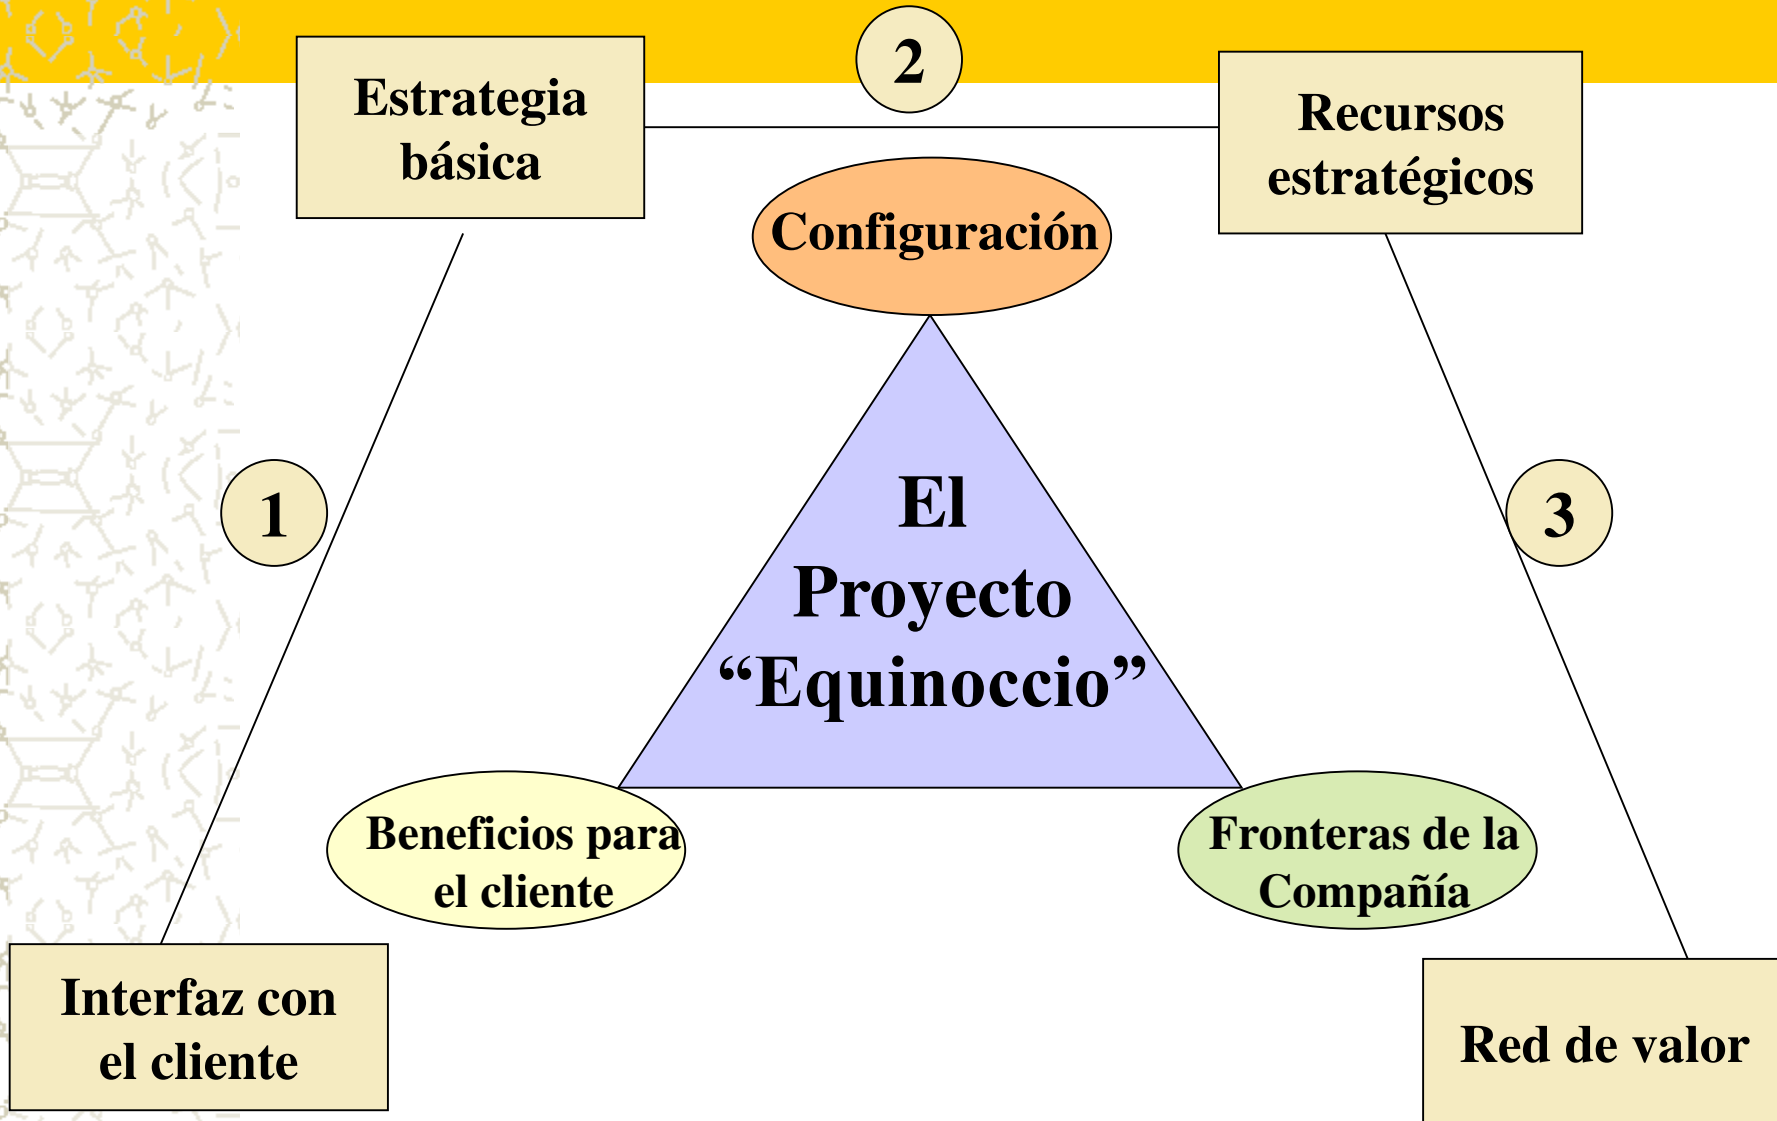 2
Estrategia
básica
Recursos
estratégicos
Configuración
1
3
El
Proyecto
“Equinoccio”
Beneficios para
el cliente
Fronteras de la
Compañía
Interfaz con
el cliente
Red de valor